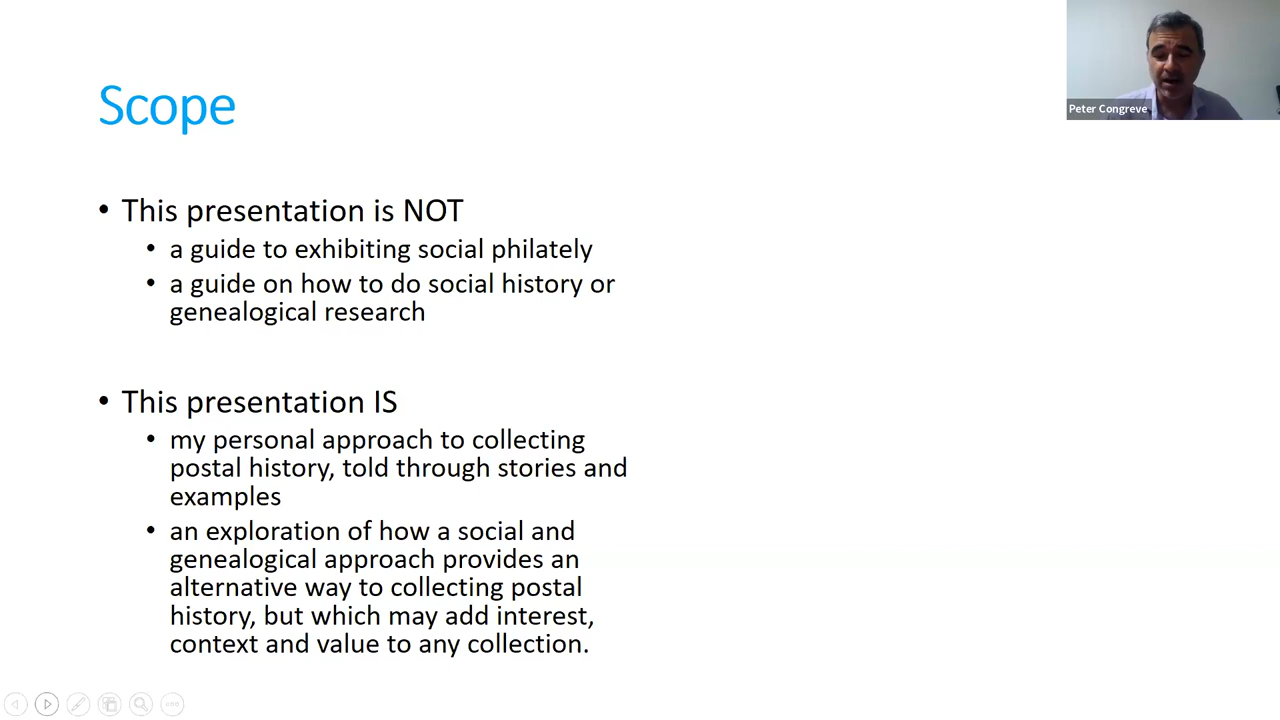 Scope
Peter Congreve
• This presentation is NOT
• a guide to exhibiting social philately
• a guide on how to do social history or
genealogical research
• This presentation IS
• my personal approach to collecting
postal history, told through stories and
examples
• an exploration of how a social and
genealogical approach provides an
alternative way to collecting postal
history, but which may add interest,
context and value to any collection.